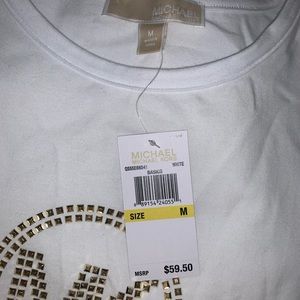 MICHAEL
M
MICHAEL
MICHAEL KORS
WHITE
BASICS
SIZE M
MSRP $59.50